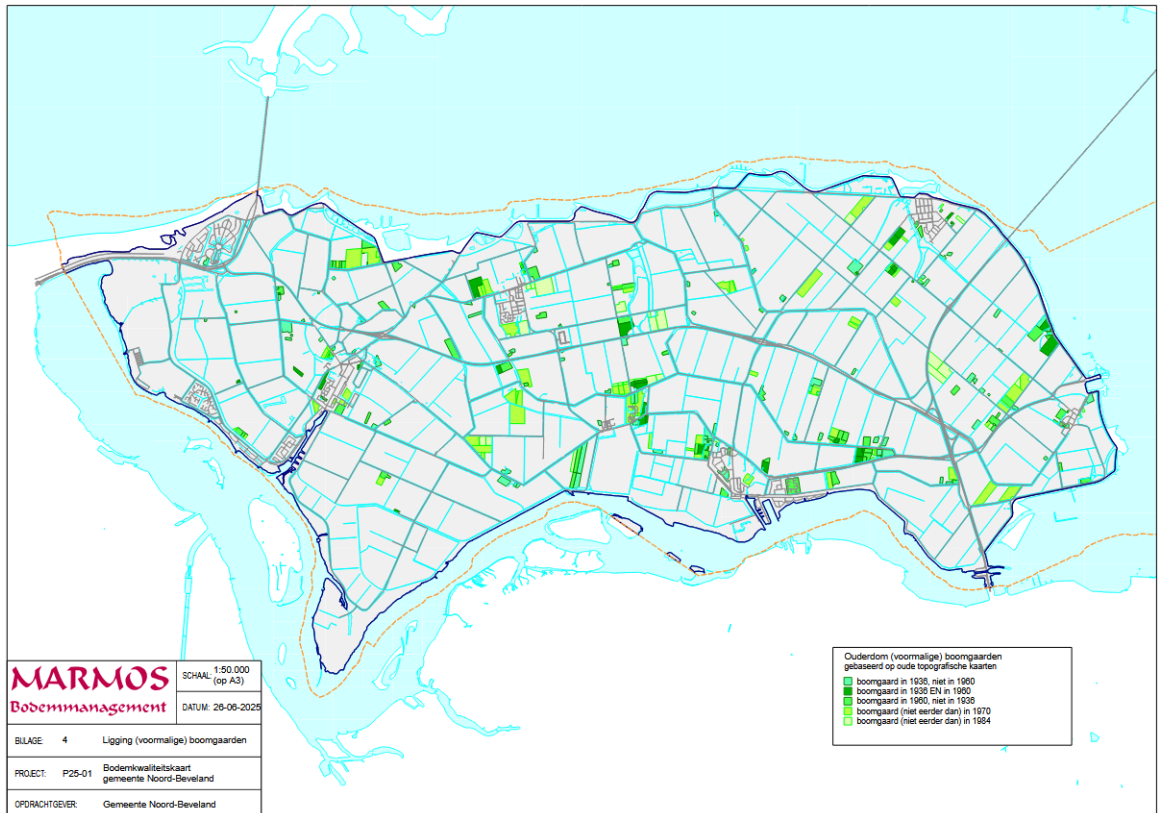 MARMOS
Bodemmanagement
SCHAAL: 1:50.000
(op A3)
DATUM: 26-06-2025
BIJLAGE: 4 Ligging (voormalige) boomgaarden
PROJECT: P25-01 Bodemkwaliteitskaart
gemeente Noord-Beveland
OPDRACHTGEVER: Gemeente Noord-Beveland
Ouderdom (voormalige) boomgaarden
gebaseerd op oude topografische kaarten
boomgaard in 1936, niet in 1960
boomgaard in 1936 EN in 1960
boomgaard in 1960, niet in 1936
boomgaard (niet eerder dan) in 1970
boomgaard (niet eerder dan) in 1984